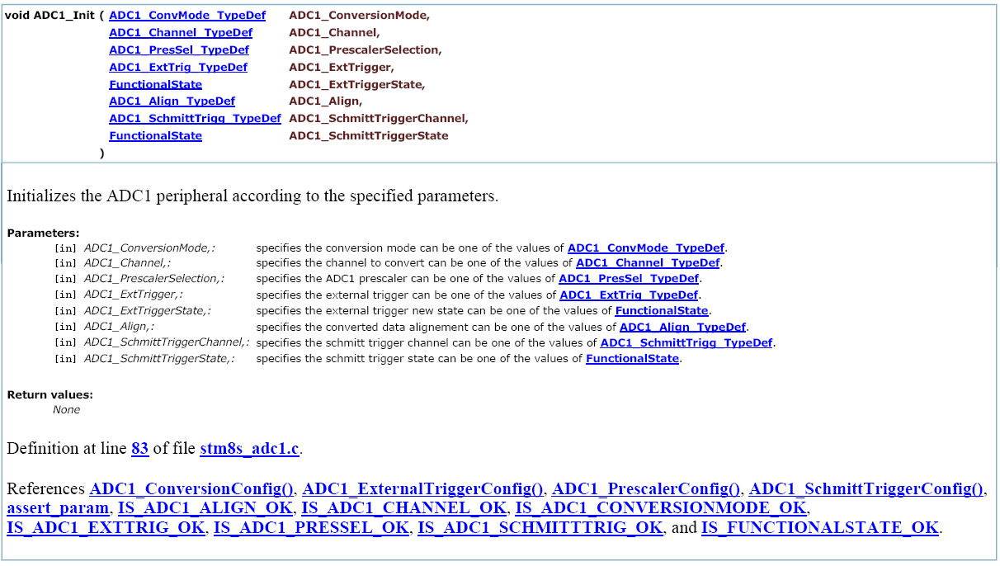 void ADC1_Init ( ADC1_ConvMode_TypeDef ADC1_ConversionMode,
ADC1_Channel_TypeDef ADC1_Channel,
ADC1_PresSel_TypeDef ADC1_PrescalerSelection,
ADC1_ExtTrig_TypeDef ADC1_ExtTrigger,
FunctionalState ADC1_ExtTriggerState,
ADC1_Align_TypeDef ADC1_Align,
ADC1_SchmittTrigg_TypeDef ADC1_SchmittTriggerChannel,
FunctionalState ADC1_SchmittTriggerState
)
Initializes the ADC1 peripheral according to the specified parameters.
Parameters:
[in] ADC1_ConversionMode,: specifies the conversion mode can be one of the values of ADC1_ConvMode_TypeDef.
[in] ADC1_Channel,: specifies the channel to convert can be one of the values of ADC1_Channel_TypeDef.
[in] ADC1_PrescalerSelection,: specifies the ADC1 prescaler can be one of the values of ADC1_PresSel_TypeDef.
[in] ADC1_ExtTrigger,: specifies the external trigger can be one of the values of ADC1_ExtTrig_TypeDef.
[in] ADC1_ExtTriggerState,: specifies the external trigger new state can be one of the values of FunctionalState.
[in] ADC1_Align,: specifies the converted data alignement can be one of the values of ADC1_Align_TypeDef.
[in] ADC1_SchmittTriggerChannel,: specifies the schmitt trigger channel can be one of the values of ADC1_SchmittTrigg_TypeDef.
[in] ADC1_SchmittTriggerState,: specifies the schmitt trigger state can be one of the values of FunctionalState.
Return values:
None
Definition at line 83 of file stm8s_adc1.c.
References ADC1_ConversionConfig(), ADC1_ExternalTriggerConfig(), ADC1_PrescalerConfig(), ADC1_SchmittTriggerConfig(),
assert_param, IS_ADC1_ALIGN_OK, IS_ADC1_CHANNEL_OK, IS_ADC1_CONVERSIONMODE_OK,
IS_ADC1_EXTTRIG_OK, IS_ADC1_PRESSEL_OK, IS_ADC1_SCHMITTTRIG_OK, and IS_FUNCTIONALSTATE_OK.